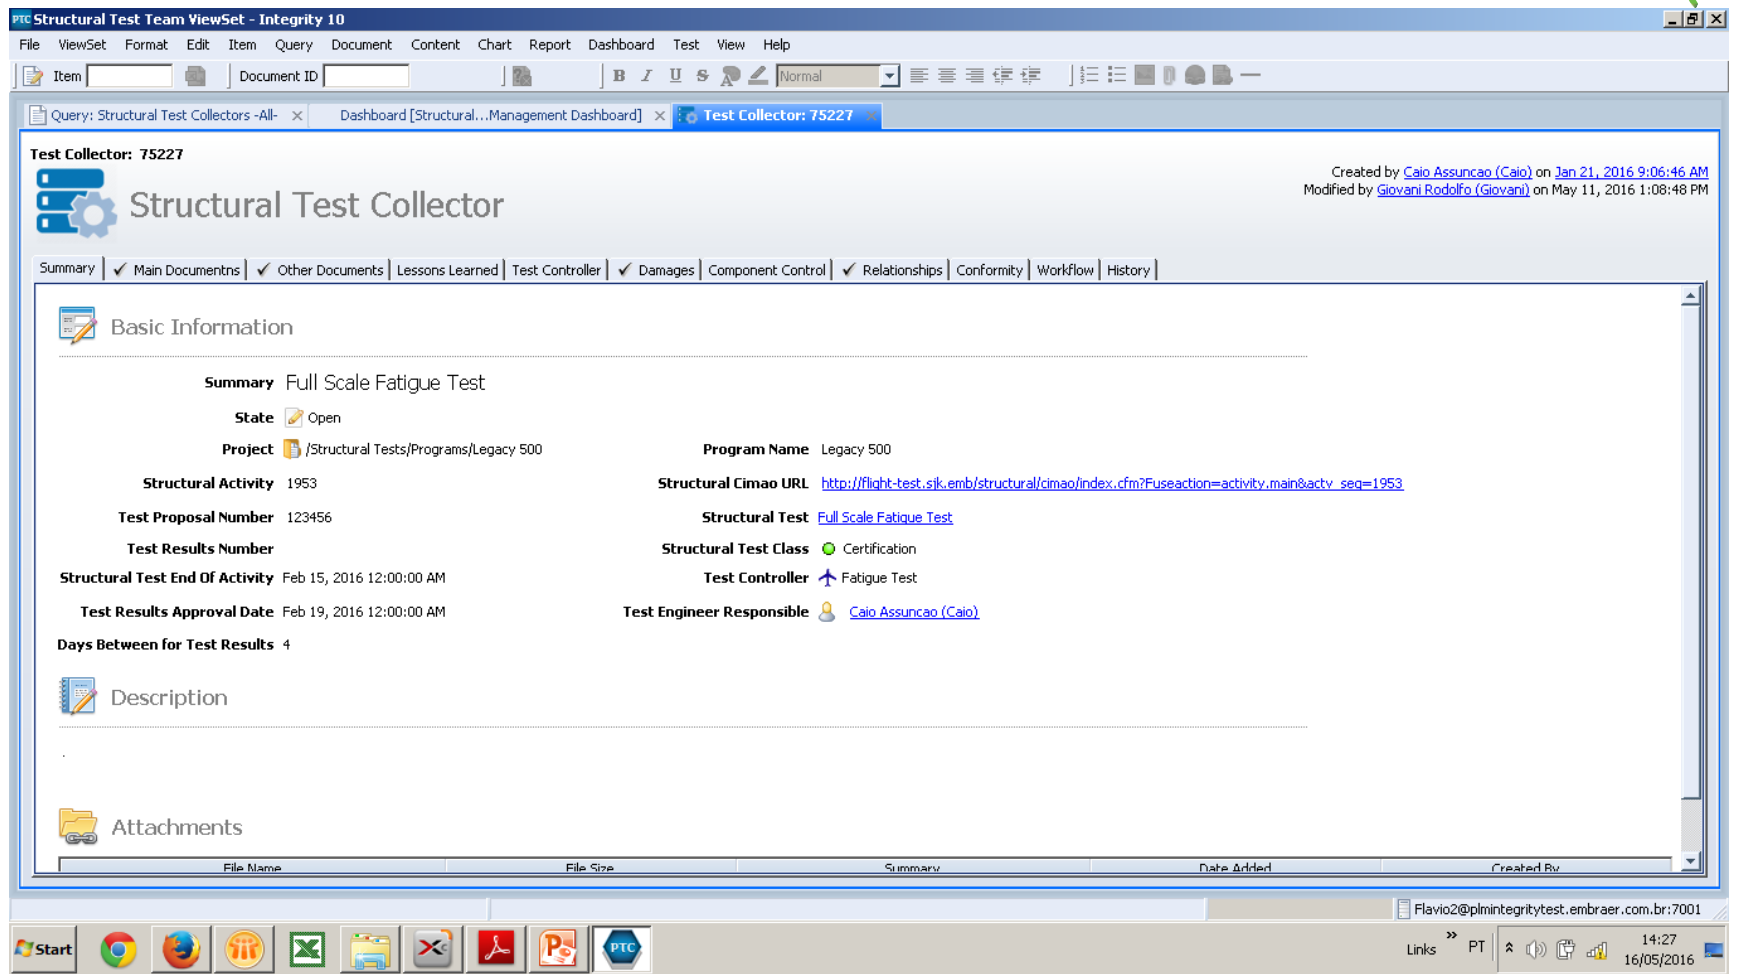 PTC Structural Test Team ViewSet - Integrity 10
File ViewSet Format Edit Item Query Document Content Chart Report Dashboard Test View Help
Item Document ID B I U S Normal
Query: Structural Test Collectors -All- Dashboard [Structural...Management Dashboard] Test Collector: 75227
Test Collector: 75227
Created by Caio Assuncao (Caio) on Jan 21, 2016 9:06:46 AM
Modified by Giovani Rodolfo (Giovani) on May 11, 2016 1:08:48 PM
Structural Test Collector
Summary Main Documentns Other Documents Lessons Learned Test Controller Damages Component Control Relationships Conformity Workflow History
Basic Information
Summary Full Scale Fatigue Test
State Open
Project /Structural Tests/Programs/Legacy 500 Program Name Legacy 500
Structural Activity 1953 Structural Cimao URL http://flight-test.sjk.emb/structural/cimao/index.cfm?Fuseaction=activity.main&actv_seq=1953
Test Proposal Number 123456 Structural Test Full Scale Fatigue Test
Test Results Number Structural Test Class Certification
Structural Test End Of Activity Feb 15, 2016 12:00:00 AM Test Controller Fatigue Test
Test Results Approval Date Feb 19, 2016 12:00:00 AM Test Engineer Responsible Caio Assuncao (Caio)
Days Between for Test Results 4
Description
.
Attachments
File Name File Size Summary Date Added Created By
Flavio2@plmintegritytest.embraer.com.br:7001
Start PTC Links » PT 14:27
16/05/2016